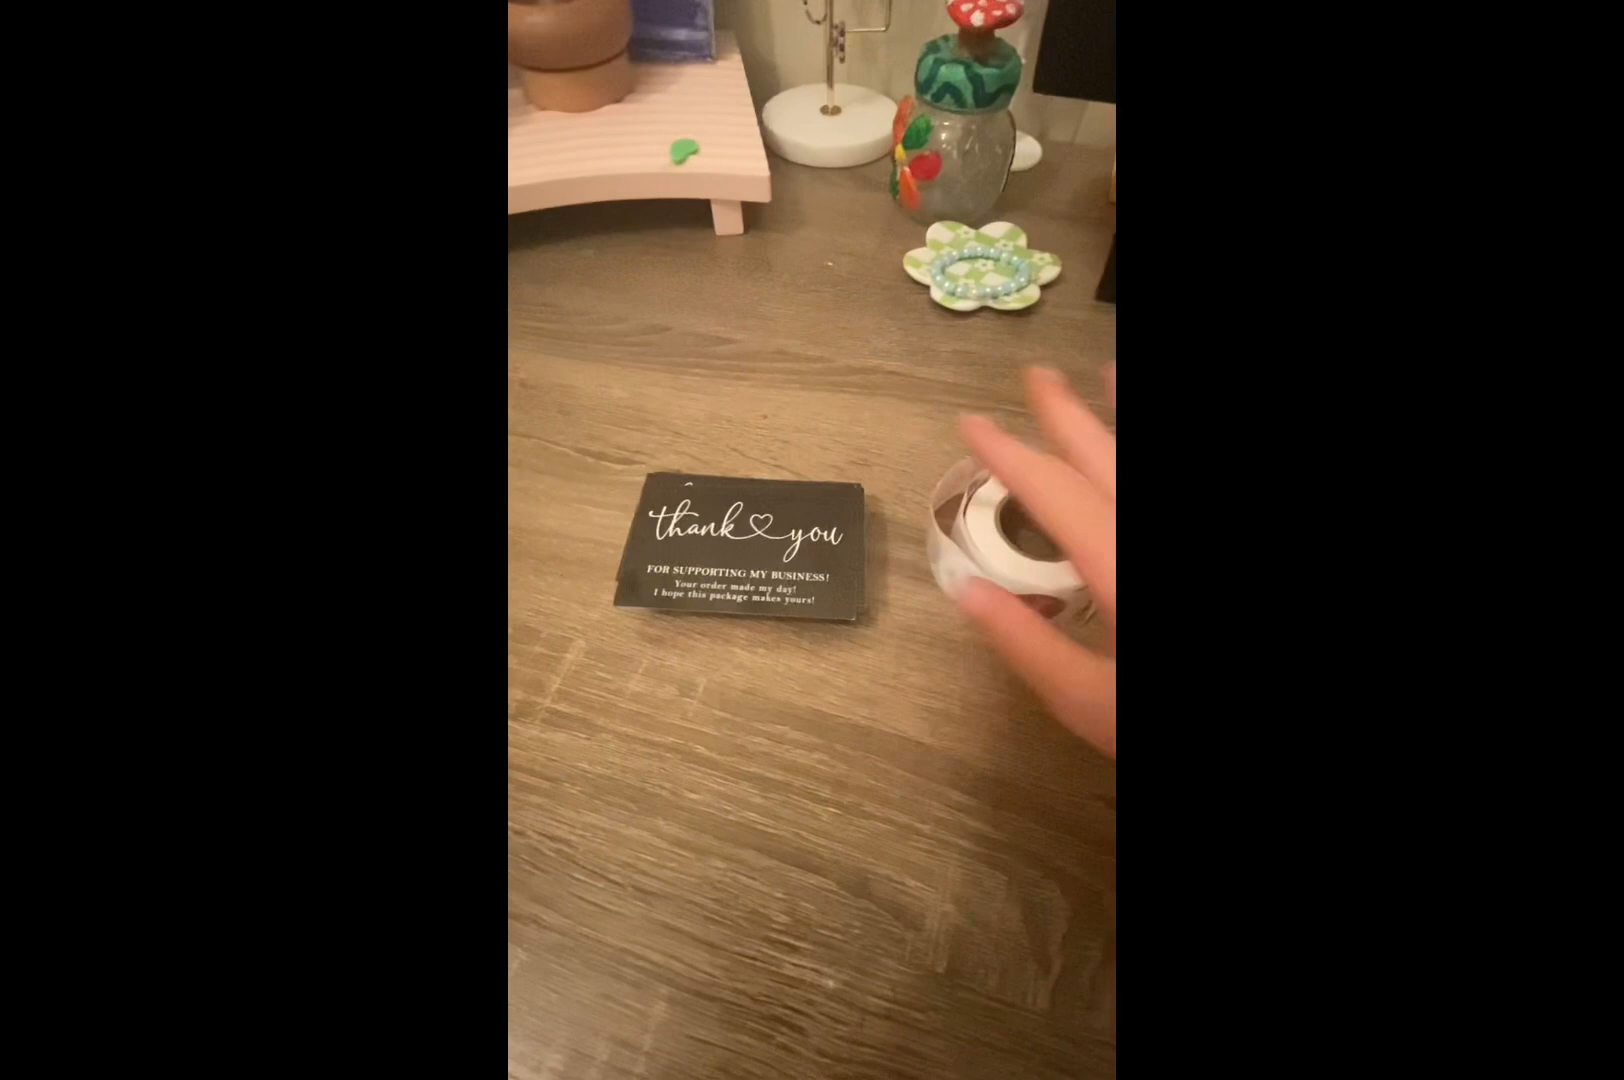 thank you
FOR SUPPORTING MY BUSINESS!
Your order made my day!
I hope this package makes yours!